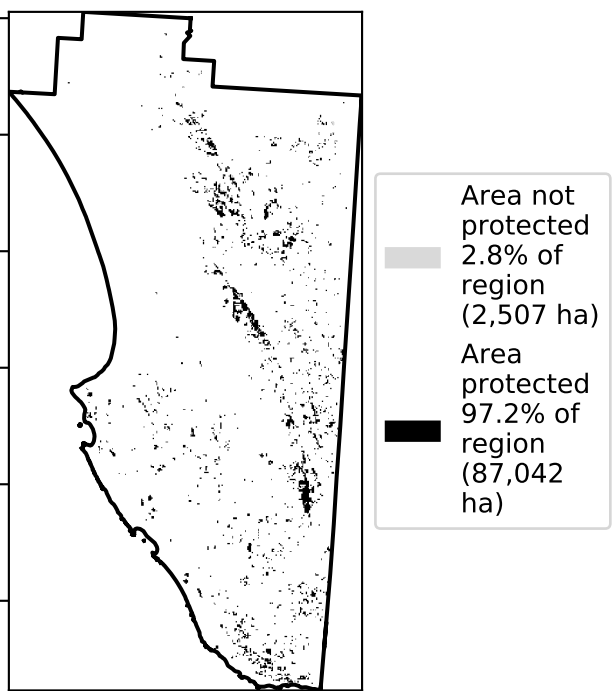 Area not
protected
2.8% of
region
(2,507 ha)
Area
protected
97.2% of
region
(87,042
ha)